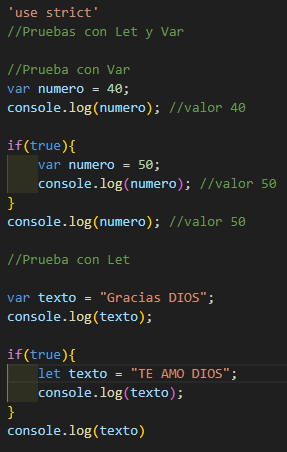 'use strict'
//Pruebas con Let y Var
//Prueba con Var
var numero = 40;
console.log(numero); //valor 40
if(true){
    var numero = 50;
    console.log(numero); //valor 50
}
console.log(numero); //valor 50
//Prueba con Let
var texto = "Gracias DIOS";
console.log(texto);
if(true){
    let texto = "TE AMO DIOS";
    console.log(texto);
}
console.log(texto)